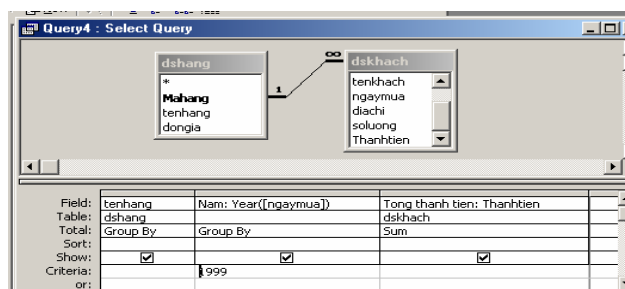 Query4 : Select Query
dshang
*
Mahang
tenhang
dongia
1
∞
dskhach
tenkhach
ngaymua
diachi
soluong
Thanhtien
Field: tenhang Nam: Year([ngaymua]) Tong thanh tien: Thanhtien
Table: dshang dskhach
Total: Group By Group By Sum
Sort:
Show:
Criteria: 1999
or: